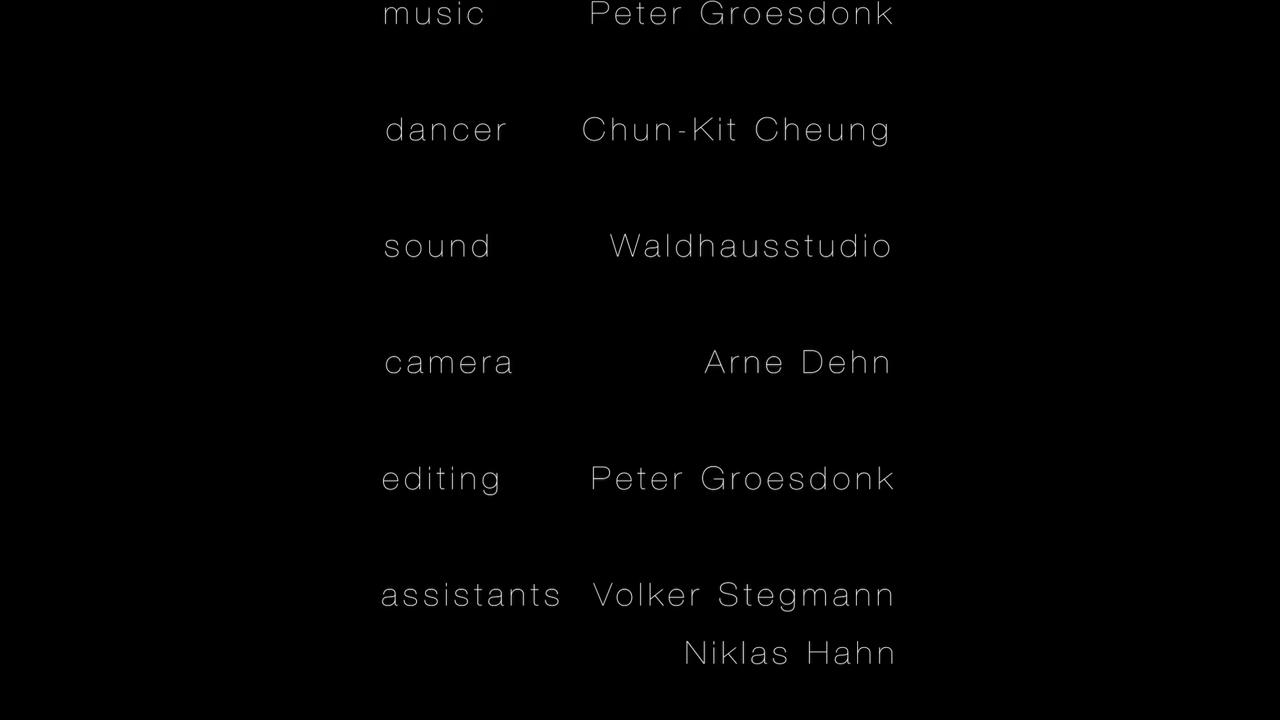 music Peter Groesdonk
dancer Chun-Kit Cheung
sound Waldhausstudio
camera Arne Dehn
editing Peter Groesdonk
assistants Volker Stegmann
Niklas Hahn